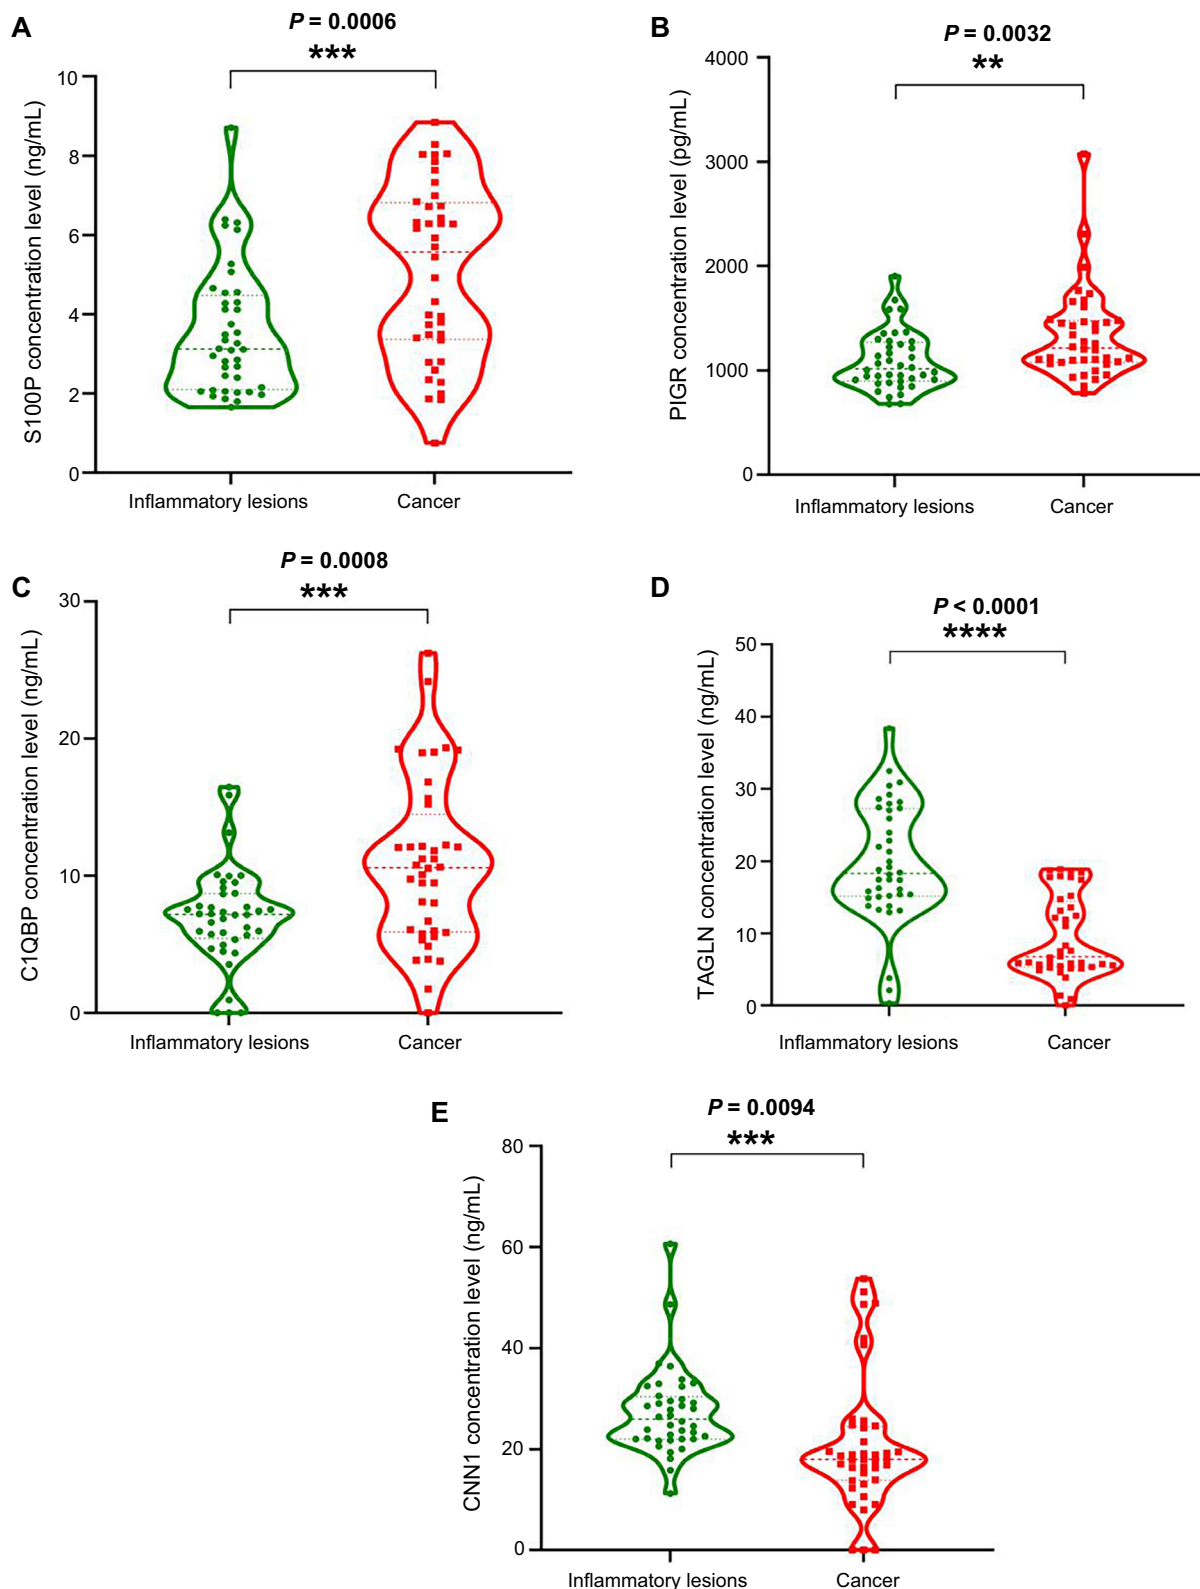 A
P = 0.0006
***
S100P concentration level (ng/mL)
10
8
6
4
2
0
Inflammatory lesions
Cancer
B
P = 0.0032
**
PIGR concentration level (pg/mL)
4000
3000
2000
1000
0
Inflammatory lesions
Cancer
C
P = 0.0008
***
C1QBP concentration level (ng/mL)
30
20
10
0
Inflammatory lesions
Cancer
D
P < 0.0001
****
TAGLN concentration level (ng/mL)
50
40
30
20
10
0
Inflammatory lesions
Cancer
E
P = 0.0094
***
CNN1 concentration level (ng/mL)
80
60
40
20
0
Inflammatory lesions
Cancer